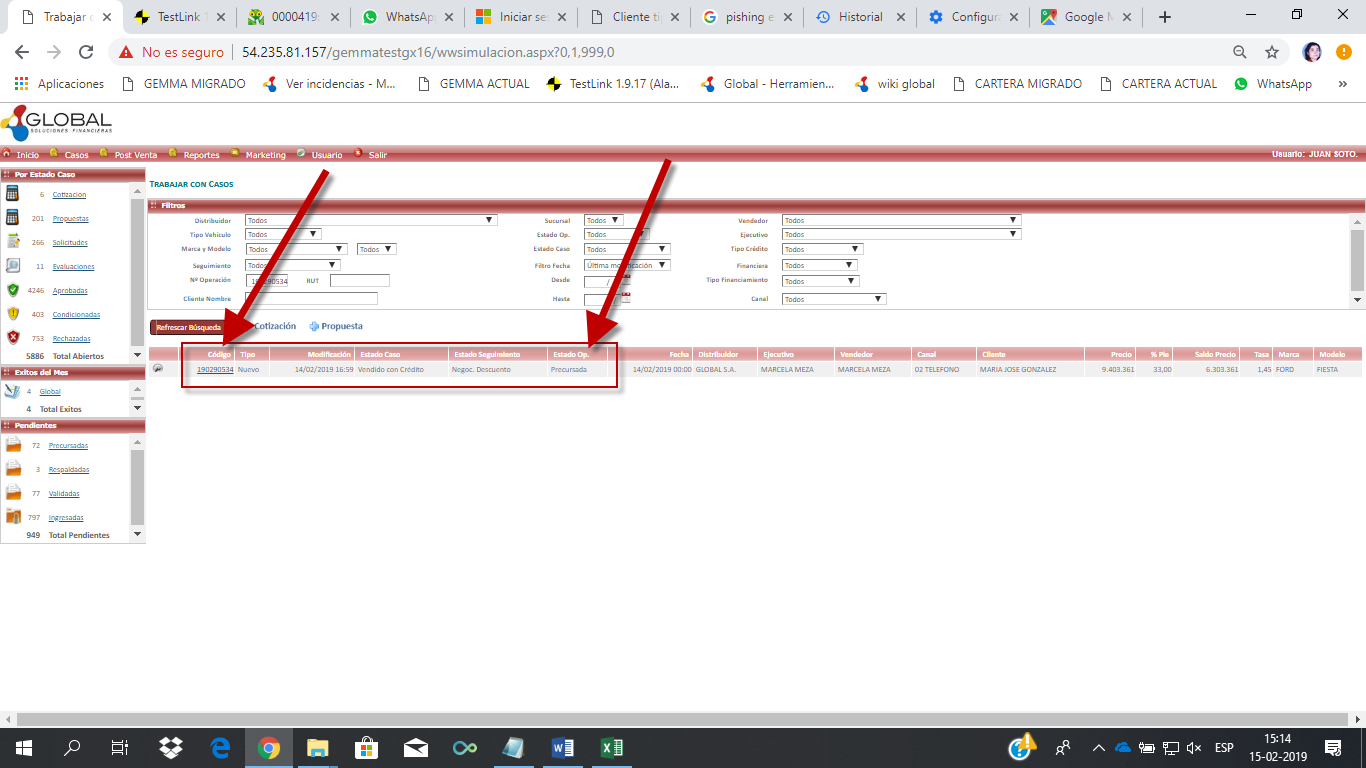 Trabajar c
TestLink 1
0000419:
WhatsApp
Iniciar se
Cliente ti
pishing e
Historial
Configura
Google M
No es seguro | 54.235.81.157/gemmatestgx16/wwsimulacion.aspx?0,1,999,0
Aplicaciones GEMMA MIGRADO Ver incidencias - M... GEMMA ACTUAL TestLink 1.9.17 (Ala... Global - Herramien... wiki global CARTERA MIGRADO CARTERA ACTUAL WhatsApp »
GLOBAL
SOLUCIONES FINANCIERAS
Inicio Casos Post Venta Reportes Marketing Usuario Salir Usuario: JUAN SOTO.
Por Estado Caso
6 Cotizacion
201 Propuestas
266 Solicitudes
11 Evaluaciones
4246 Aprobadas
403 Condicionadas
753 Rechazadas
5886 Total Abiertos
Exitos del Mes
4 Global
4 Total Exitos
Pendientes
72 Precursadas
3 Respaldadas
77 Validadas
797 Ingresadas
949 Total Pendientes
TRABAJAR CON CASOS
Filtros
Distribuidor Todos Sucursal Todos Vendedor Todos
Tipo Vehículo Todos Estado Op. Todos Ejecutivo Todos
Marca y Modelo Todos Todos Estado Caso Todos Tipo Crédito Todos
Seguimiento Todos Filtro Fecha Última modificación Financiera Todos
Nº Operación 190290534 RUT Desde / Tipo Financiamiento Todos
Cliente Nombre Hasta Canal Todos
Refrescar Búsqueda Cotización Propuesta
Código Tipo Modificación Estado Caso Estado Seguimiento Estado Op. Fecha Distribuidor Ejecutivo Vendedor Canal Cliente Precio % Pie Saldo Precio Tasa Marca Modelo
190290534 Nuevo 14/02/2019 16:59 Vendido con Crédito Negoc. Descuento Precursada 14/02/2019 00:00 GLOBAL S.A. MARCELA MEZA MARCELA MEZA 02 TELEFONO MARIA JOSE GONZALEZ 9.403.361 33,00 6.303.361 1,45 FORD FIESTA
ESP
15:14
15-02-2019